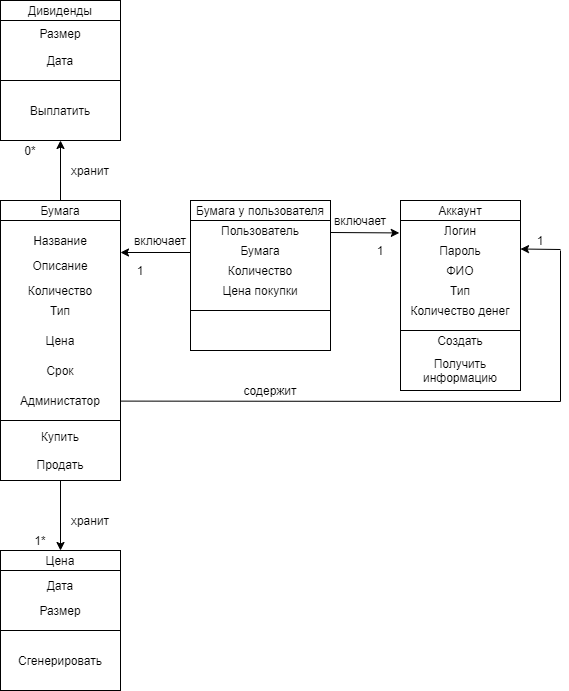 Дивиденды
Размер
Дата
Выплатить
0*
хранит
Бумага
Название
Описание
Количество
Тип
Цена
Срок
Администатор
Купить
Продать
включает
1
Бумага у пользователя
Пользователь
Бумага
Количество
Цена покупки
включает
1
Аккаунт
Логин
Пароль
ФИО
Тип
Количество денег
Создать
Получить
информацию
1
содержит
хранит
1*
Цена
Дата
Размер
Сгенерировать